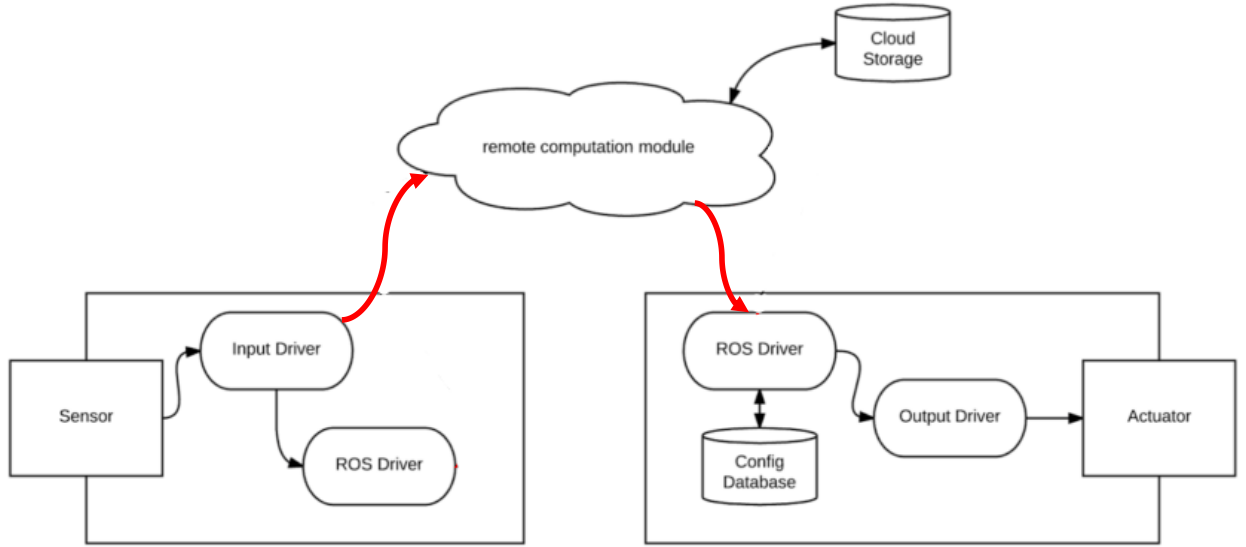 Cloud
Storage
remote computation module
Input Driver
Sensor
ROS Driver
ROS Driver
Output Driver
Actuator
Config
Database